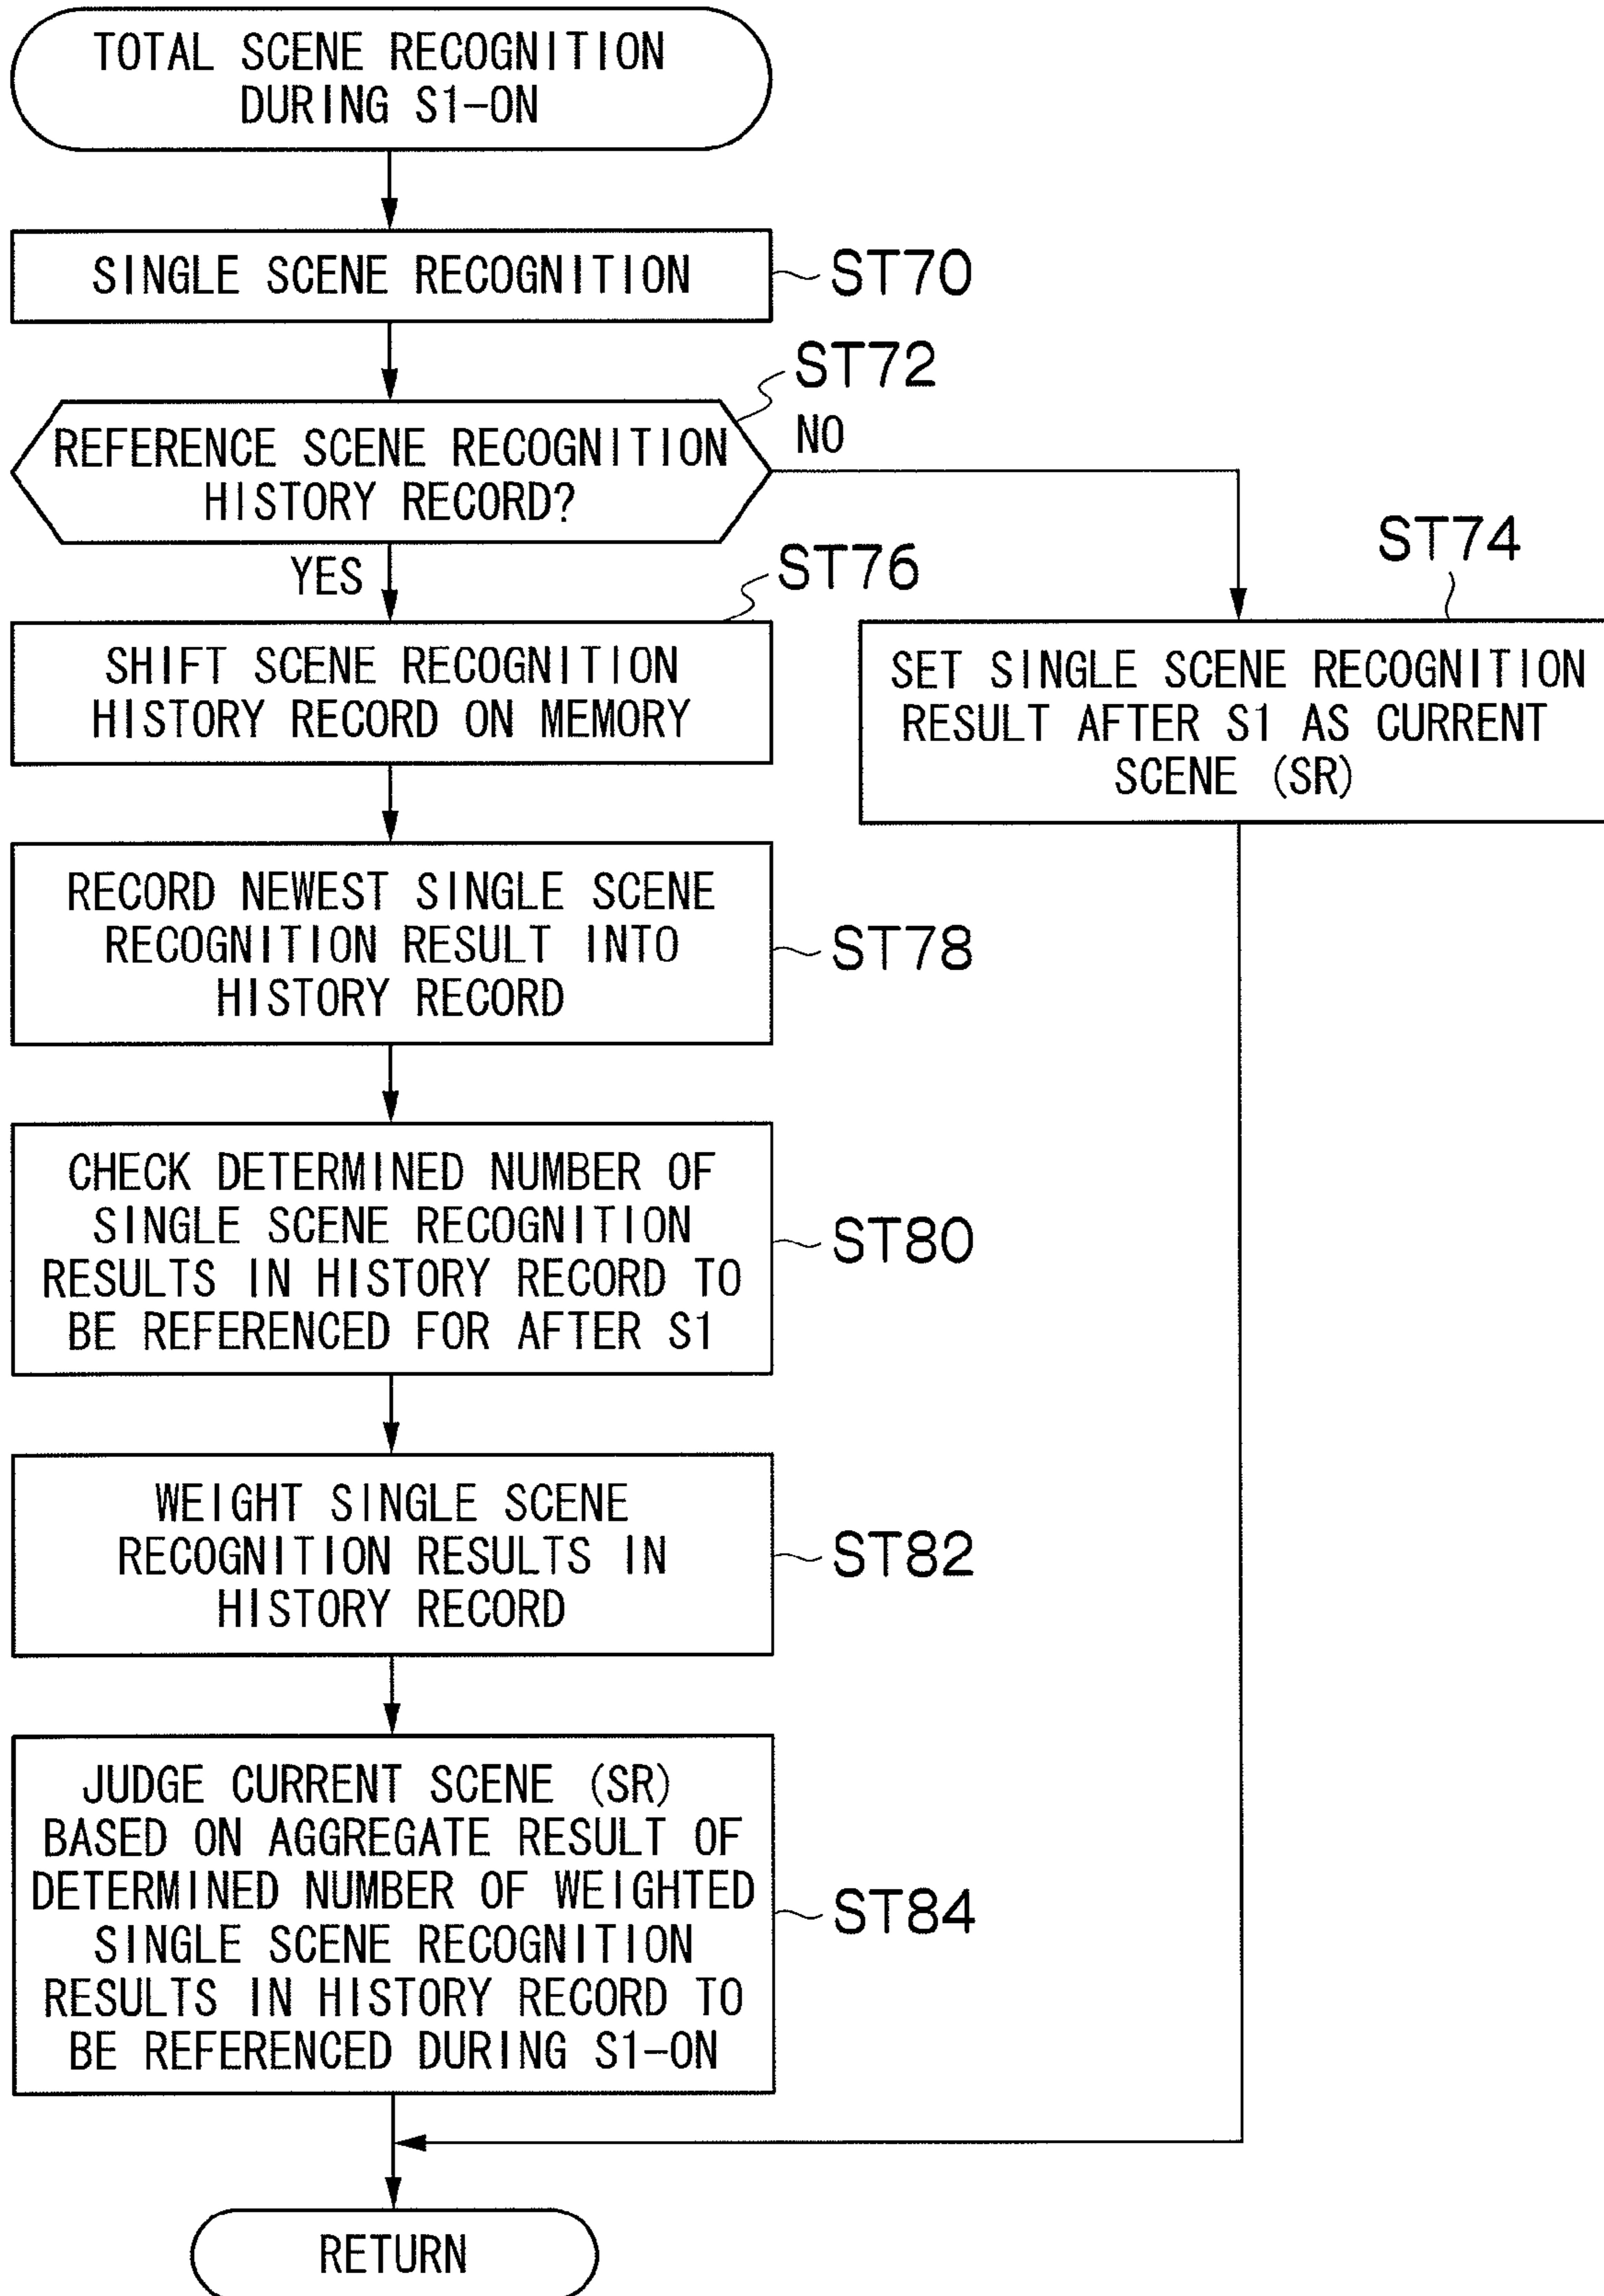 TOTAL SCENE RECOGNITION
DURING S1-ON
SINGLE SCENE RECOGNITION
ST70
ST72
REFERENCE SCENE RECOGNITION
HISTORY RECORD?
NO
YES
ST76
SHIFT SCENE RECOGNITION
HISTORY RECORD ON MEMORY
ST74
SET SINGLE SCENE RECOGNITION
RESULT AFTER S1 AS CURRENT
SCENE (SR)
RECORD NEWEST SINGLE SCENE
RECOGNITION RESULT INTO
HISTORY RECORD
ST78
CHECK DETERMINED NUMBER OF
SINGLE SCENE RECOGNITION
RESULTS IN HISTORY RECORD TO
BE REFERENCED FOR AFTER S1
ST80
WEIGHT SINGLE SCENE
RECOGNITION RESULTS IN
HISTORY RECORD
ST82
JUDGE CURRENT SCENE (SR)
BASED ON AGGREGATE RESULT OF
DETERMINED NUMBER OF WEIGHTED
SINGLE SCENE RECOGNITION
RESULTS IN HISTORY RECORD TO
BE REFERENCED DURING S1-ON
ST84
RETURN